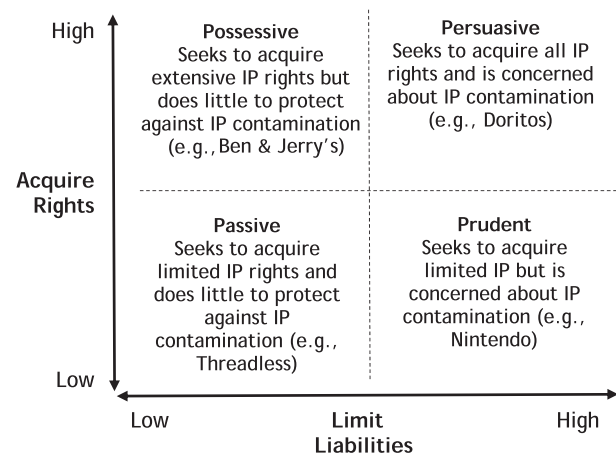 High
Possessive
Seeks to acquire
extensive IP rights but
does little to protect
against IP contamination
(e.g., Ben & Jerry's)
Persuasive
Seeks to acquire all IP
rights and is concerned
about IP contamination
(e.g., Doritos)
Acquire
Rights
Passive
Seeks to acquire
limited IP rights and
does little to protect
against IP
contamination (e.g.,
Threadless)
Prudent
Seeks to acquire
limited IP but is
concerned about IP
contamination (e.g.,
Nintendo)
Low
Low
Limit
Liabilities
High